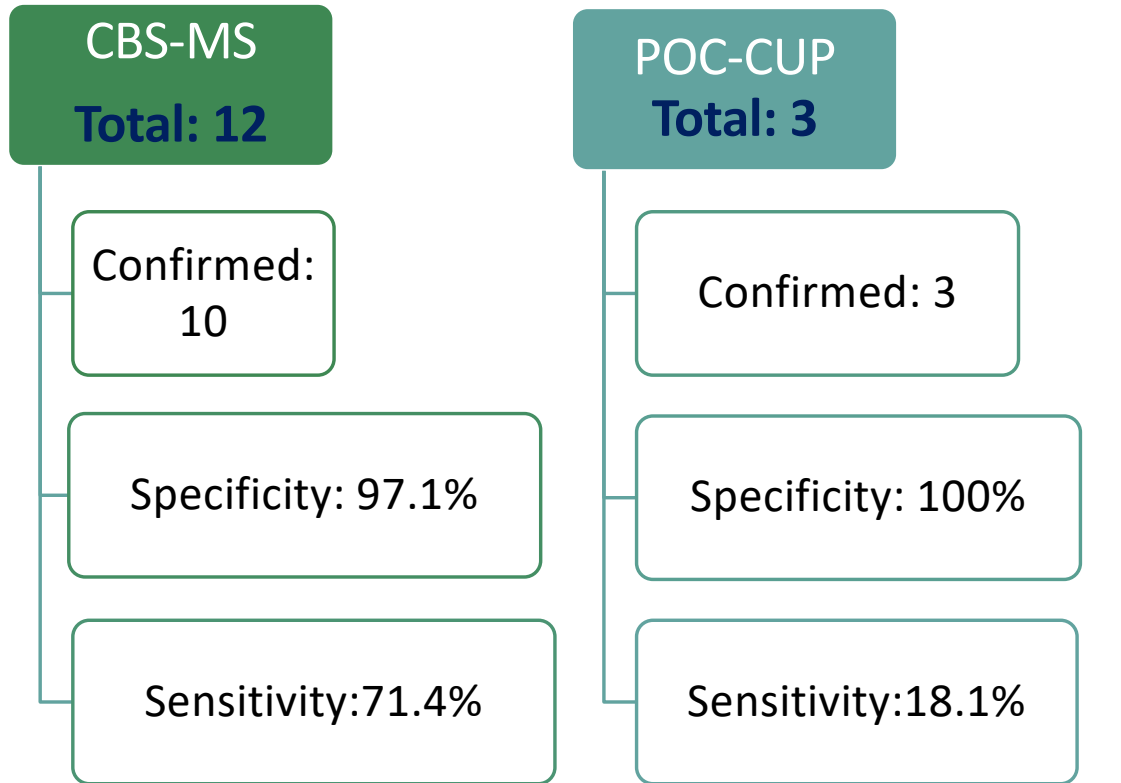 CBS-MS
Total: 12
Confirmed:
10
Specificity: 97.1%
Sensitivity:71.4%
POC-CUP
Total: 3
Confirmed: 3
Specificity: 100%
Sensitivity:18.1%